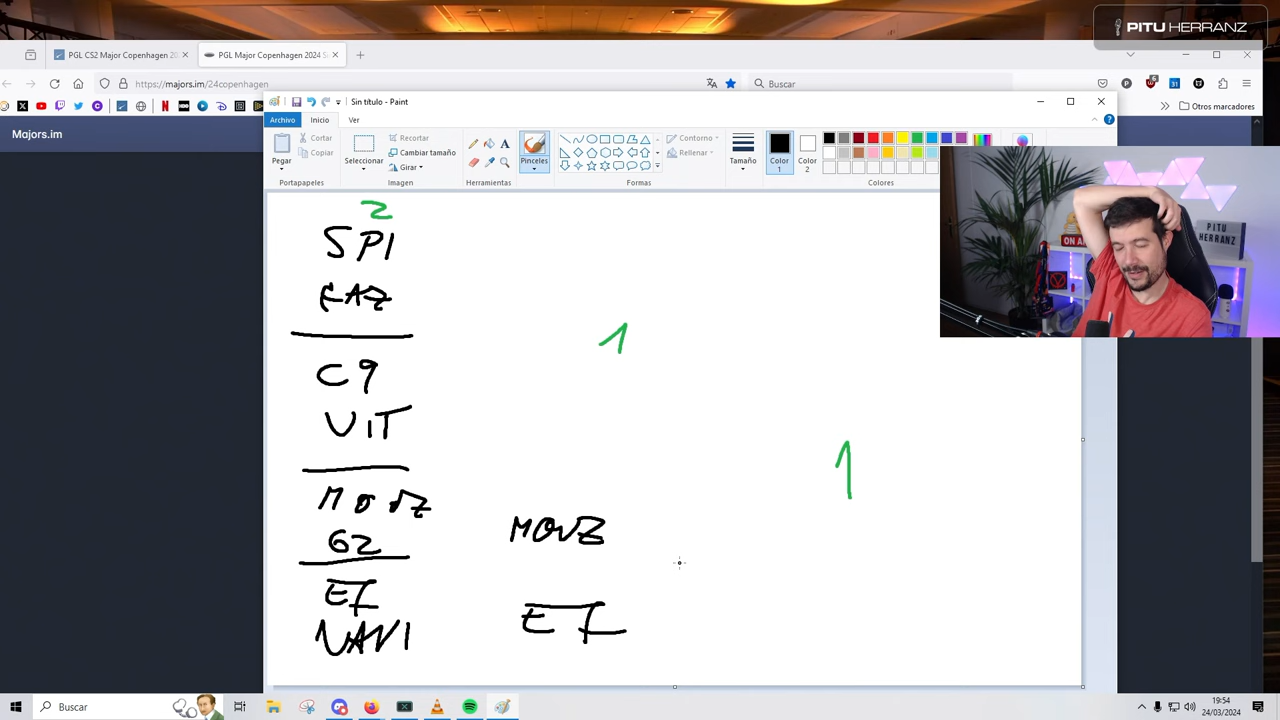 PITU HERRANZ
PGL CS2 Major Copenhagen 20
PGL Major Copenhagen 2024 S
https://majors.im/24copenhagen
Buscar
Otros marcadores
Majors.im
Sin título - Paint
Archivo
Inicio
Ver
Pegar
Cortar
Copiar
Portapapeles
Seleccionar
Recortar
Cambiar tamaño
Girar
Imagen
Herramientas
Pinceles
Contorno
Rellenar
Formas
Tamaño
Color
1
Color
2
Colores
PITU
HERRANZ
2
SPI
FAZ
1
C9
VIT
1
MOUZ
G2
MOUZ
EF
NAVI
EF
Buscar
19:54
24/03/2024